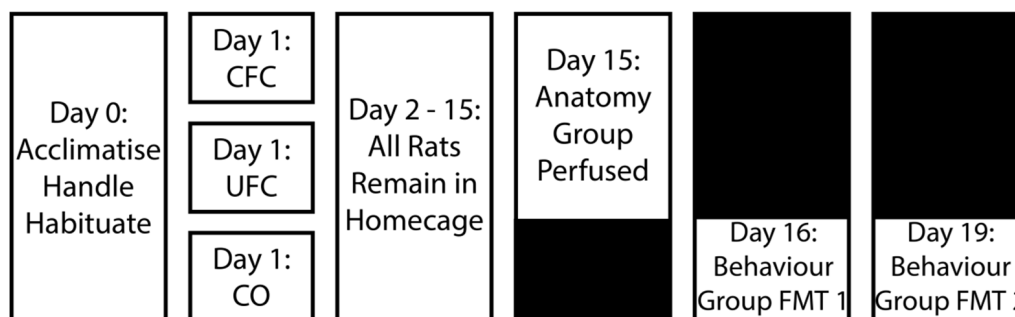 Day 0:
Acclimatise
Handle
Habituate
Day 1:
CFC
Day 1:
UFC
Day 1:
CO
Day 2 - 15:
All Rats
Remain in
Homecage
Day 15:
Anatomy
Group
Perfused
Day 16:
Behaviour
Group FMT 1
Day 19:
Behaviour
Group FMT